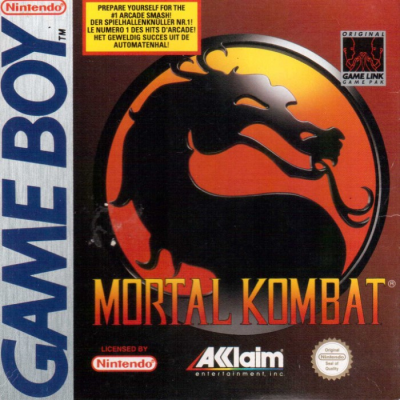 Nintendo
GAME BOY™
PREPARE YOURSELF FOR THE
#1 ARCADE SMASH!
DER SPIELHALLENKNÜLLER NR.1!
LE NUMERO 1 DES HITS D'ARCADE!
HET GEWELDIG SUCCES UIT DE
AUTOMATENHAL!
ORIGINAL
GAME LINK
GAME PAK
MORTAL KOMBAT®
LICENSED BY
Nintendo
AKKlaim
entertainment, inc.
Original
Nintendo
Seal of
Quality